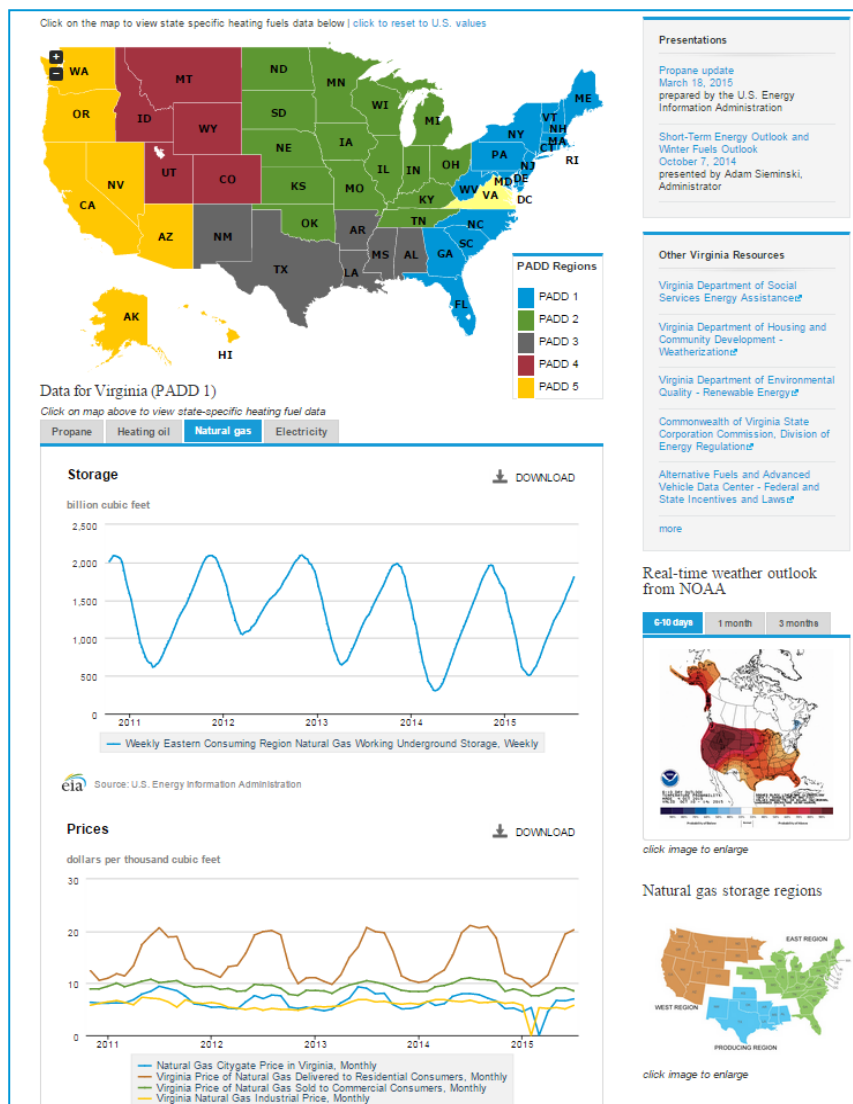 Click on the map to view state specific heating fuels data below | click to reset to U.S. values
+
−
WA
MT
ND
MN
ME
OR
ID
SD
WI
MI
VT
NH
NY
MA
CT
RI
WY
IA
NE
PA
NJ
NV
UT
CO
IL
IN
OH
MD
DE
DC
CA
KS
MO
WV
VA
KY
AZ
NM
OK
TN
NC
AR
SC
TX
LA
MS
AL
GA
FL
AK
HI
PADD Regions
PADD 1
PADD 2
PADD 3
PADD 4
PADD 5
Data for Virginia (PADD 1)
Click on map above to view state-specific heating fuel data
Propane Heating oil Natural gas Electricity
Storage
DOWNLOAD
billion cubic feet
2,500
2,000
1,500
1,000
500
0
2011 2012 2013 2014 2015
Weekly Eastern Consuming Region Natural Gas Working Underground Storage, Weekly
eia Source: U.S. Energy Information Administration
Prices
DOWNLOAD
dollars per thousand cubic feet
30
20
10
0
2011 2012 2013 2014 2015
Natural Gas Citygate Price in Virginia, Monthly
Virginia Price of Natural Gas Delivered to Residential Consumers, Monthly
Virginia Price of Natural Gas Sold to Commercial Consumers, Monthly
Virginia Natural Gas Industrial Price, Monthly
Presentations
Propane update
March 18, 2015
prepared by the U.S. Energy
Information Administration
Short-Term Energy Outlook and
Winter Fuels Outlook
October 7, 2014
presented by Adam Sieminski,
Administrator
Other Virginia Resources
Virginia Department of Social
Services Energy Assistance
Virginia Department of Housing and
Community Development -
Weatherization
Virginia Department of Environmental
Quality - Renewable Energy
Commonwealth of Virginia State
Corporation Commission, Division of
Energy Regulation
Alternative Fuels and Advanced
Vehicle Data Center - Federal and
State Incentives and Laws
more
Real-time weather outlook
from NOAA
6-10 days 1 month 3 months
click image to enlarge
Natural gas storage regions
EAST REGION
WEST REGION
PRODUCING REGION
click image to enlarge